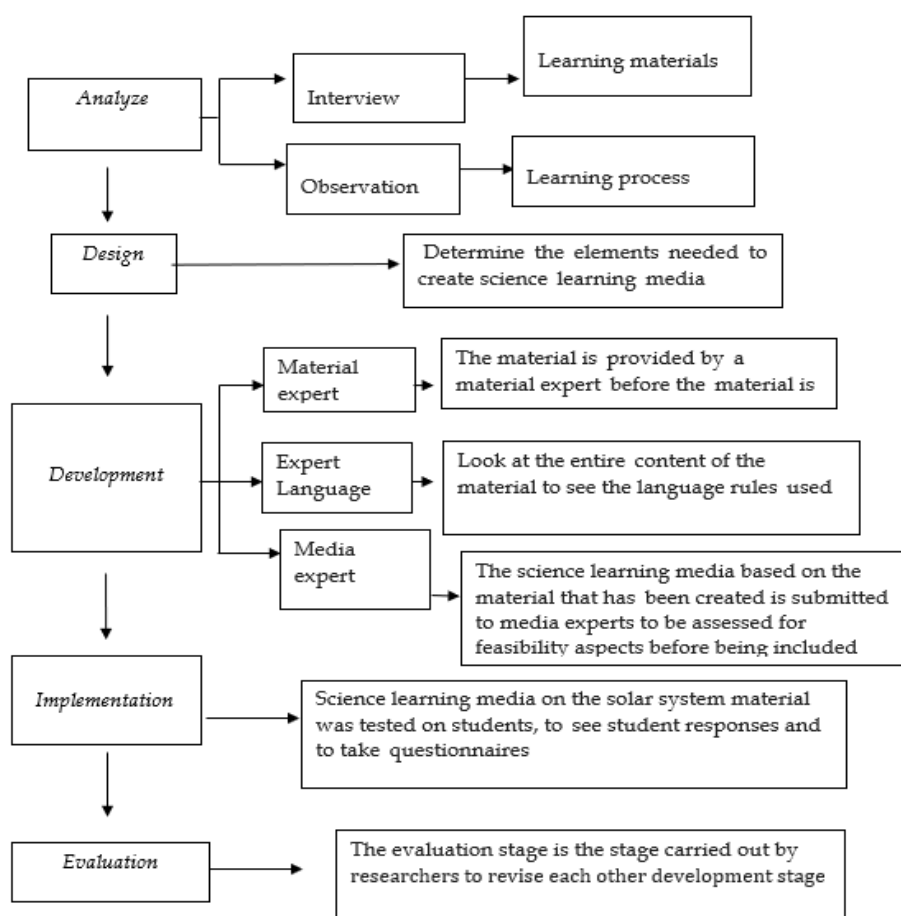 Analyze
Interview
Learning materials
Observation
Learning process
Design
Determine the elements needed to
create science learning media
Development
Material
expert
The material is provided by a
material expert before the material is
Expert
Language
Look at the entire content of the
material to see the language rules used
Media
expert
The science learning media based on the
material that has been created is submitted
to media experts to be assessed for
feasibility aspects before being included
Implementation
Science learning media on the solar system material
was tested on students, to see student responses and
to take questionnaires
Evaluation
The evaluation stage is the stage carried out by
researchers to revise each other development stage